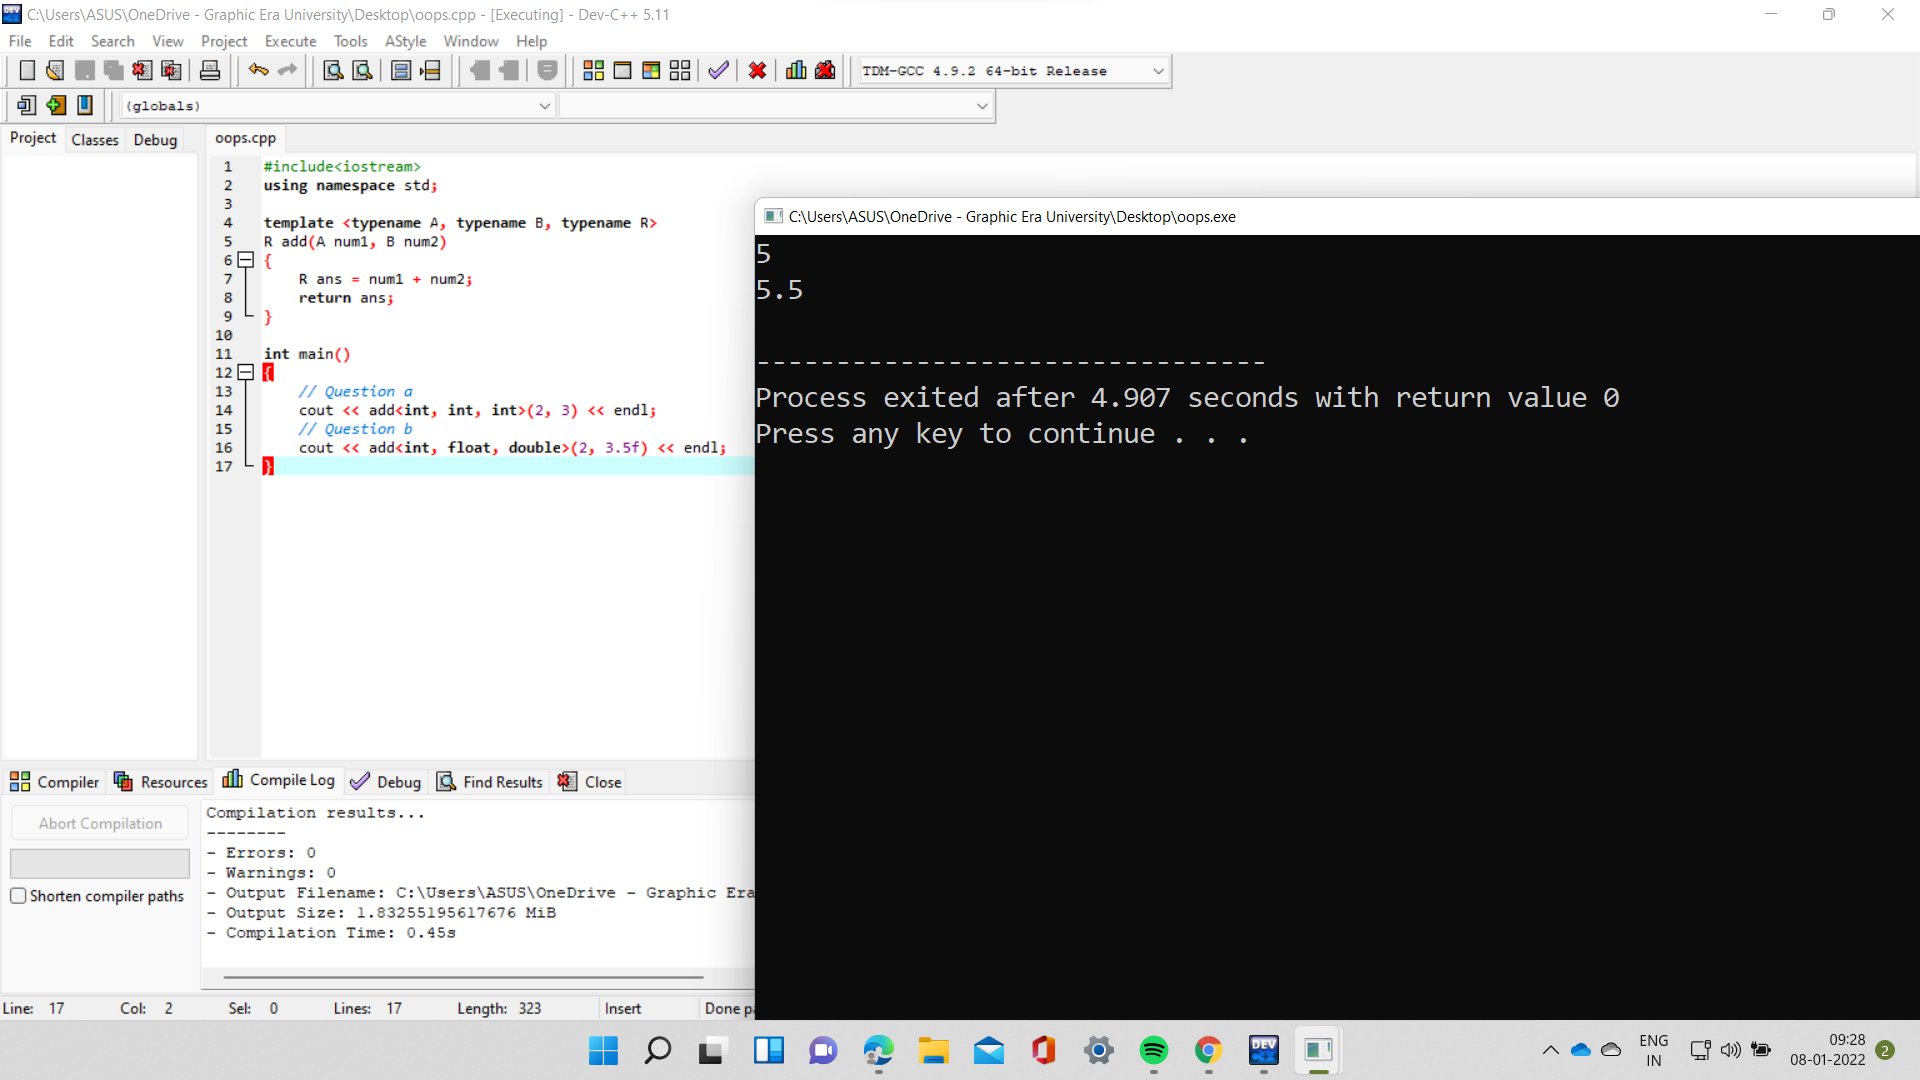 C:\Users\ASUS\OneDrive - Graphic Era University\Desktop\oops.cpp - [Executing] - Dev-C++ 5.11
File Edit Search View Project Execute Tools AStyle Window Help
TDM-GCC 4.9.2 64-bit Release
(globals)
Project Classes Debug oops.cpp
1 #include<iostream>
2 using namespace std;
3
4 template <typename A, typename B, typename R>
5 R add(A num1, B num2)
6 {
7 R ans = num1 + num2;
8 return ans;
9 }
10
11 int main()
12 {
13 // Question a
14 cout << add<int, int, int>(2, 3) << endl;
15 // Question b
16 cout << add<int, float, double>(2, 3.5f) << endl;
17 }
C:\Users\ASUS\OneDrive - Graphic Era University\Desktop\oops.exe
5
5.5
--------------------------------
Process exited after 4.907 seconds with return value 0
Press any key to continue . . .
Compiler Resources Compile Log Debug Find Results Close
Abort Compilation
Shorten compiler paths
Compilation results...
--------
- Errors: 0
- Warnings: 0
- Output Filename: C:\Users\ASUS\OneDrive - Graphic Era
- Output Size: 1.83255195617676 MiB
- Compilation Time: 0.45s
Line: 17 Col: 2 Sel: 0 Lines: 17 Length: 323 Insert Done pa
DEV C++
ENG
IN
09:28
08-01-2022
2